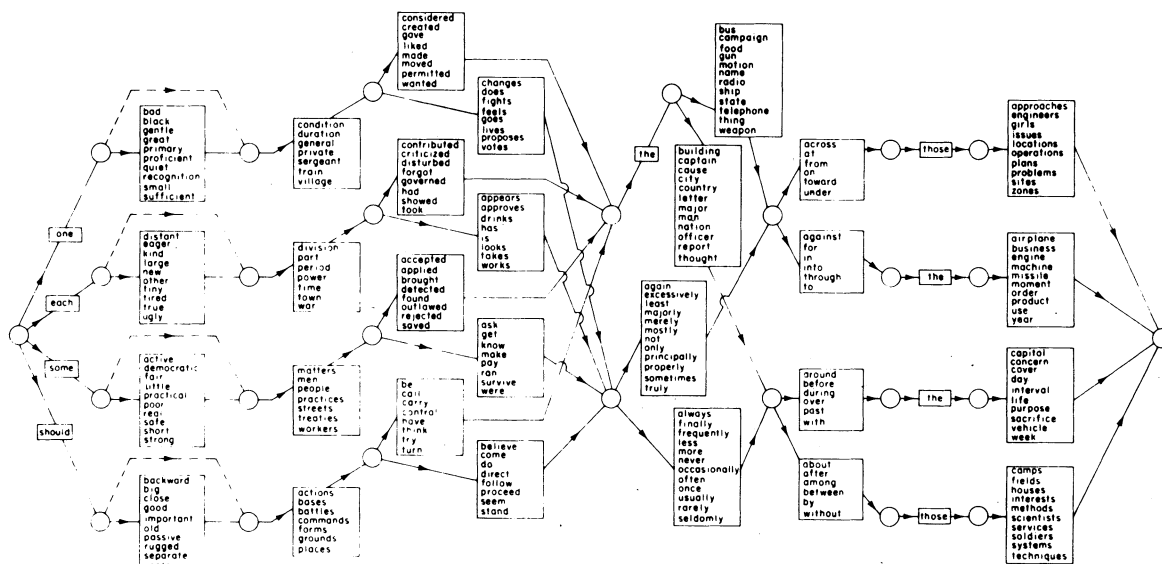 one
each
some
should
bad
black
gentle
great
primary
proficient
quiet
recognition
small
sufficient
distant
eager
kind
large
new
other
tiny
tired
true
ugly
active
democratic
fair
little
practical
poor
real
safe
short
strong
backward
big
close
good
important
old
passive
rugged
separate
condition
duration
general
private
sergeant
train
village
division
part
period
power
time
town
war
matters
men
people
practices
streets
treaties
workers
actions
bases
battles
commands
forms
grounds
places
considered
created
gave
liked
made
moved
permitted
wanted
changes
does
fights
feels
goes
lives
proposes
votes
contributed
criticized
disturbed
forgot
governed
had
showed
took
appears
approves
drinks
has
is
looks
takes
works
accepted
applied
brought
detected
found
outlawed
rejected
saved
ask
get
know
make
pay
ran
survive
were
be
call
carry
control
have
think
try
turn
believe
come
do
direct
follow
proceed
seem
stand
the
bus
campaign
food
gun
motion
name
radio
ship
state
telephone
thing
weapon
building
captain
cause
city
country
letter
major
man
nation
officer
report
thought
again
excessively
least
majorly
merely
mostly
not
only
principally
properly
sometimes
truly
always
finally
frequently
less
more
never
occasionally
often
once
usually
rarely
seldomly
across
at
from
on
toward
under
against
for
in
into
through
to
around
before
during
over
past
with
about
after
among
between
by
without
those
the
the
those
approaches
engineers
girls
issues
locations
operations
plans
problems
sites
zones
airplane
business
engine
machine
missile
moment
order
product
use
year
capitol
concern
cover
day
interval
life
purpose
sacrifice
vehicle
week
camps
fields
houses
interests
methods
scientists
services
soldiers
systems
techniques